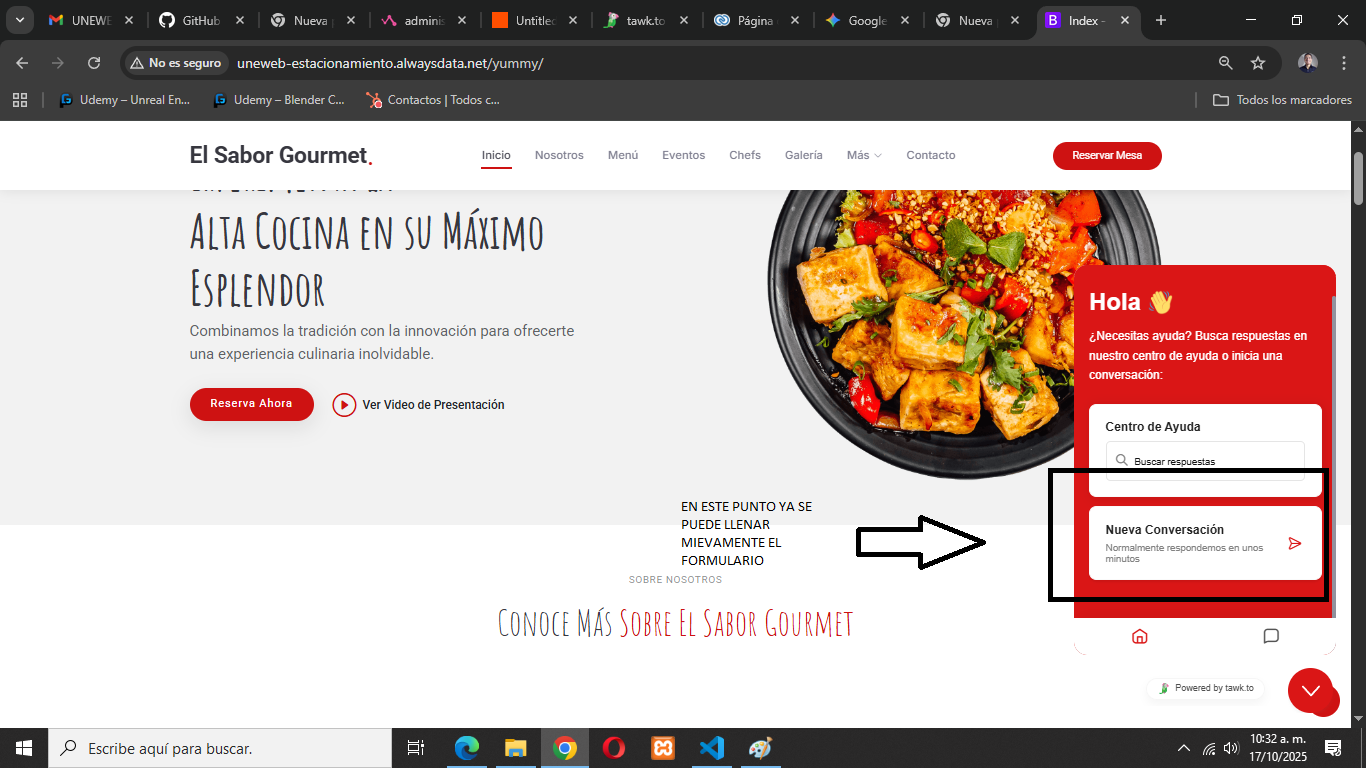 UNEWE
GitHub
Nueva
adminis
Untitled
tawk.to
Página
Google
Nueva
Index -
No es seguro
uneweb-estacionamiento.alwaysdata.net/yummy/
Udemy – Unreal En...
Udemy – Blender C...
Contactos | Todos c...
Todos los marcadores
El Sabor Gourmet.
Inicio
Nosotros
Menú
Eventos
Chefs
Galería
Más
Contacto
Reservar Mesa
Alta Cocina en su Máximo
Esplendor
Combinamos la tradición con la innovación para ofrecerte
una experiencia culinaria inolvidable.
Reserva Ahora
Ver Video de Presentación
Hola
¿Necesitas ayuda? Busca respuestas en
nuestro centro de ayuda o inicia una
conversación:
Centro de Ayuda
Buscar respuestas
EN ESTE PUNTO YA SE
PUEDE LLENAR
MIEVAMENTE EL
FORMULARIO
Nueva Conversación
Normalmente respondemos en unos
minutos
SOBRE NOSOTROS
Conoce Más Sobre El Sabor Gourmet
Powered by tawk.to
Escribe aquí para buscar.
10:32 a. m.
17/10/2025